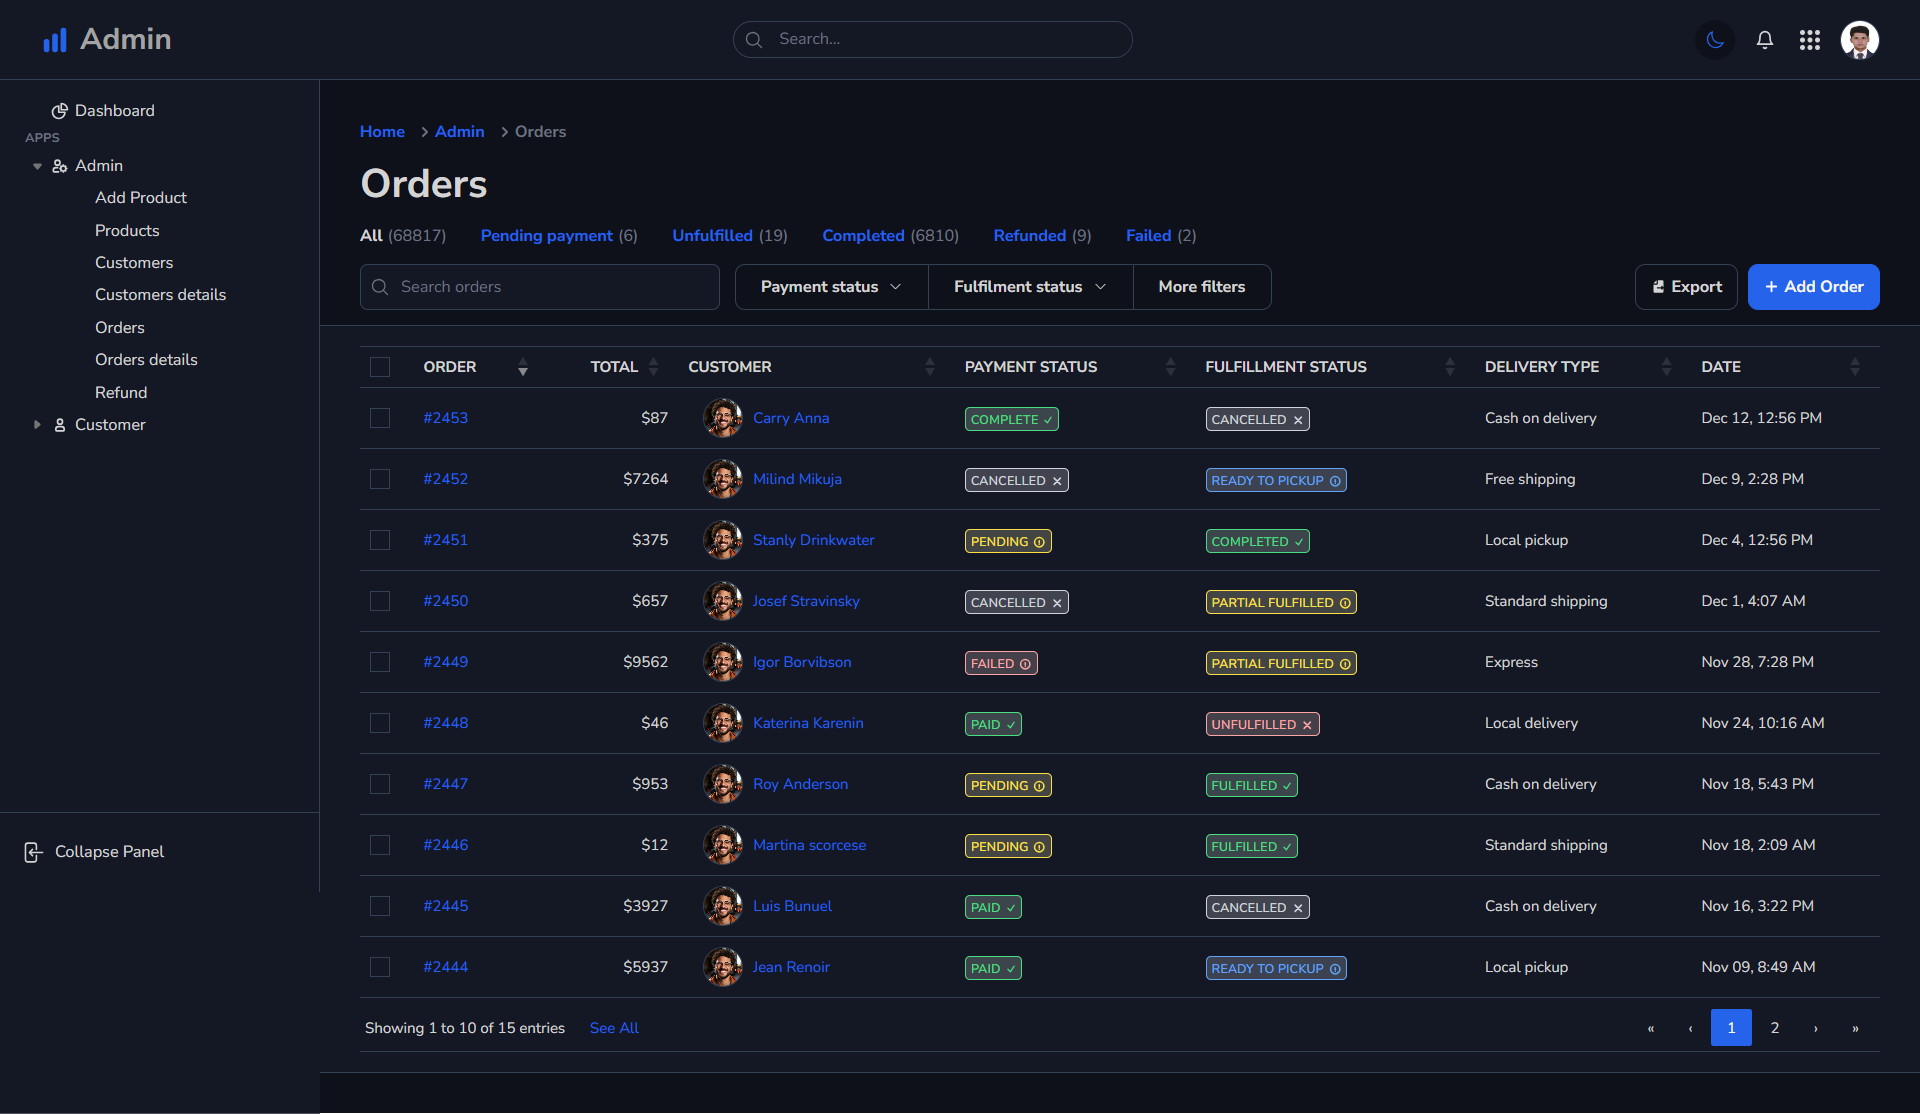 Admin
Search...
Dashboard
APPS
Admin
Add Product
Products
Customers
Customers details
Orders
Orders details
Refund
Customer
Collapse Panel
Home > Admin > Orders
Orders
All (68817) Pending payment (6) Unfulfilled (19) Completed (6810) Refunded (9) Failed (2)
Search orders Payment status Fulfilment status More filters Export + Add Order
ORDER TOTAL CUSTOMER PAYMENT STATUS FULFILLMENT STATUS DELIVERY TYPE DATE
#2453 $87 Carry Anna COMPLETE CANCELLED Cash on delivery Dec 12, 12:56 PM
#2452 $7264 Milind Mikuja CANCELLED READY TO PICKUP Free shipping Dec 9, 2:28 PM
#2451 $375 Stanly Drinkwater PENDING COMPLETED Local pickup Dec 4, 12:56 PM
#2450 $657 Josef Stravinsky CANCELLED PARTIAL FULFILLED Standard shipping Dec 1, 4:07 AM
#2449 $9562 Igor Borvibson FAILED PARTIAL FULFILLED Express Nov 28, 7:28 PM
#2448 $46 Katerina Karenin PAID UNFULFILLED Local delivery Nov 24, 10:16 AM
#2447 $953 Roy Anderson PENDING FULFILLED Cash on delivery Nov 18, 5:43 PM
#2446 $12 Martina scorcese PENDING FULFILLED Standard shipping Nov 18, 2:09 AM
#2445 $3927 Luis Bunuel PAID CANCELLED Cash on delivery Nov 16, 3:22 PM
#2444 $5937 Jean Renoir PAID READY TO PICKUP Local pickup Nov 09, 8:49 AM
Showing 1 to 10 of 15 entries See All « ‹ 1 2 › »